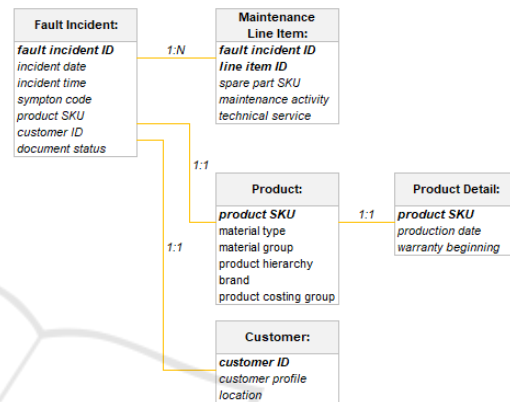 Fault Incident:
fault incident ID
incident date
incident time
sympton code
product SKU
customer ID
document status
1:N
Maintenance
Line Item:
fault incident ID
line item ID
spare part SKU
maintenance activity
technical service
1:1
1:1
Product:
product SKU
material type
material group
product hierarchy
brand
product costing group
1:1
Product Detail:
product SKU
production date
warranty beginning
Customer:
customer ID
customer profile
location